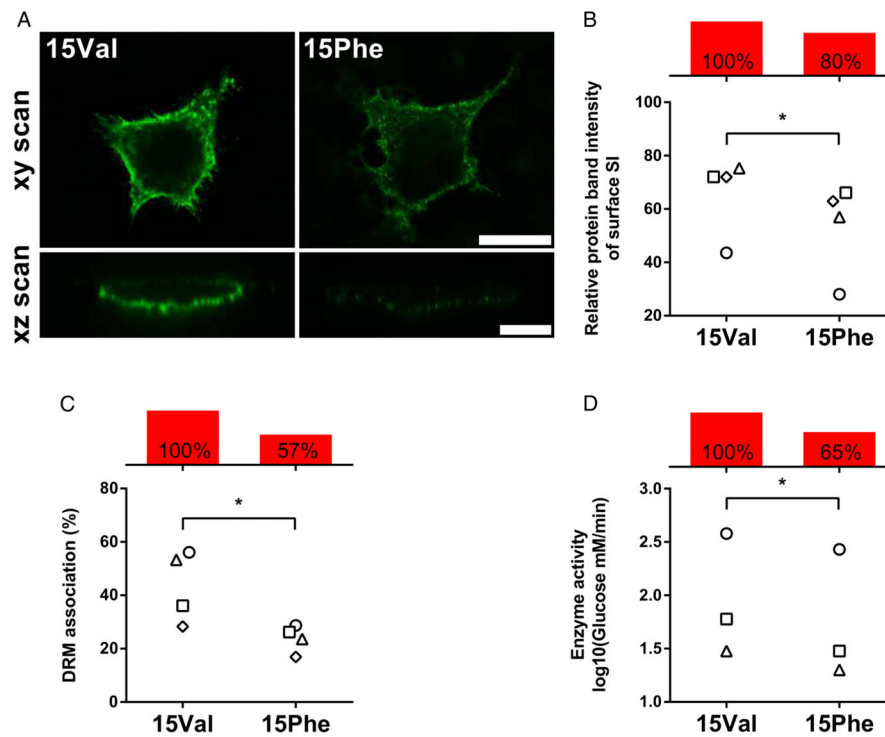 A
15Val
15Phe
xy scan
xz scan
B
100%
80%
Relative protein band intensity
of surface SI
100
80
60
40
20
*
15Val
15Phe
C
100%
57%
DRM association (%)
80
60
40
20
0
*
15Val
15Phe
D
100%
65%
Enzyme activity
log10(Glucose mM/min)
3.0
2.5
2.0
1.5
1.0
*
15Val
15Phe